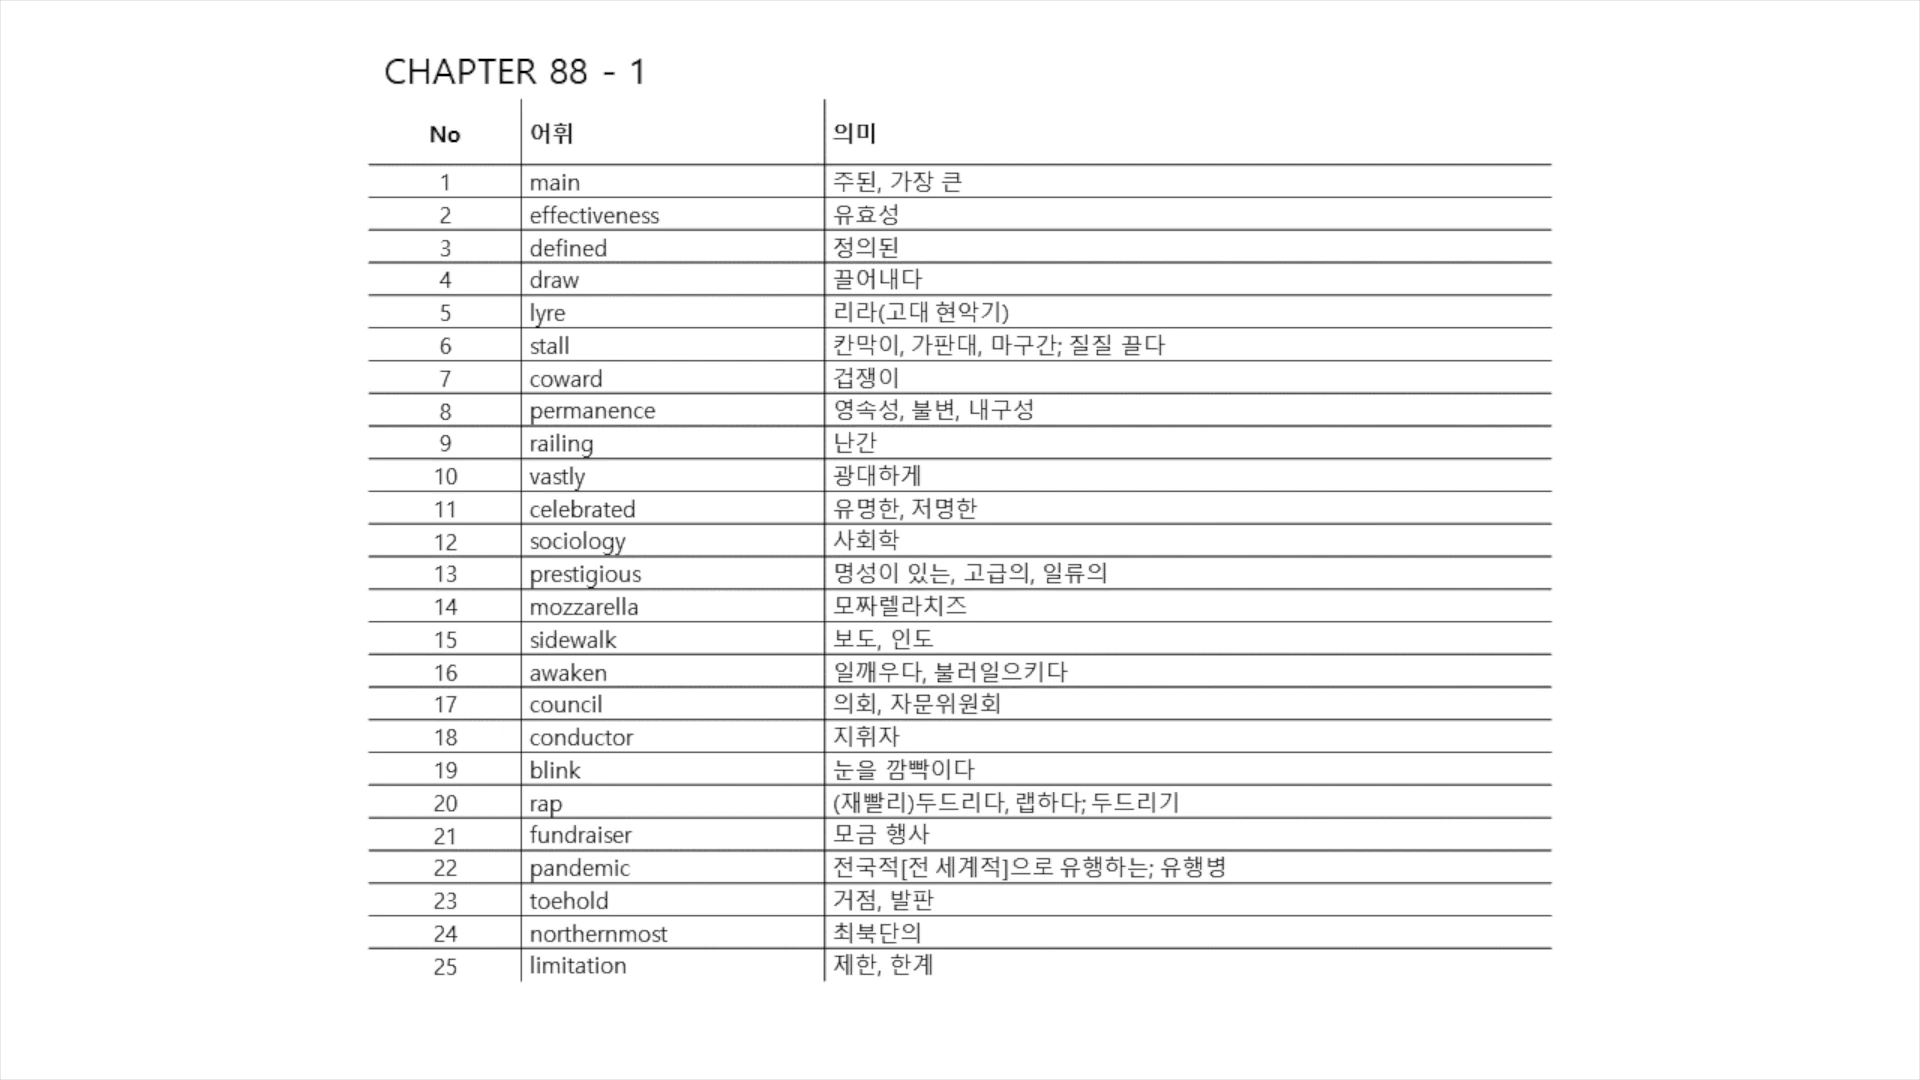 CHAPTER 88 - 1
No 어휘 의미
1 main 주된, 가장 큰
2 effectiveness 유효성
3 defined 정의된
4 draw 끌어내다
5 lyre 리라(고대 현악기)
6 stall 칸막이, 가판대, 마구간; 질질 끌다
7 coward 겁쟁이
8 permanence 영속성, 불변, 내구성
9 railing 난간
10 vastly 광대하게
11 celebrated 유명한, 저명한
12 sociology 사회학
13 prestigious 명성이 있는, 고급의, 일류의
14 mozzarella 모짜렐라치즈
15 sidewalk 보도, 인도
16 awaken 일깨우다, 불러일으키다
17 council 의회, 자문위원회
18 conductor 지휘자
19 blink 눈을 깜빡이다
20 rap (재빨리)두드리다, 랩하다; 두드리기
21 fundraiser 모금 행사
22 pandemic 전국적[전 세계적]으로 유행하는; 유행병
23 toehold 거점, 발판
24 northernmost 최북단의
25 limitation 제한, 한계